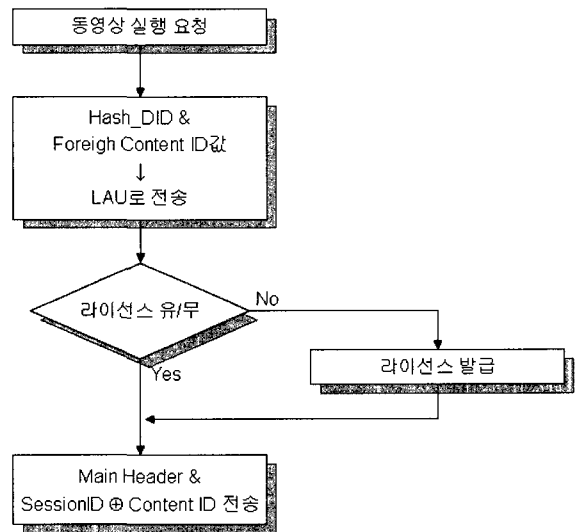 동영상 실행 요청
Hash_DID &
Foreigh Content ID값
↓
LAU로 전송
라이선스 유/무
No
라이선스 발급
Yes
Main Header &
SessionID ⊕ Content ID 전송